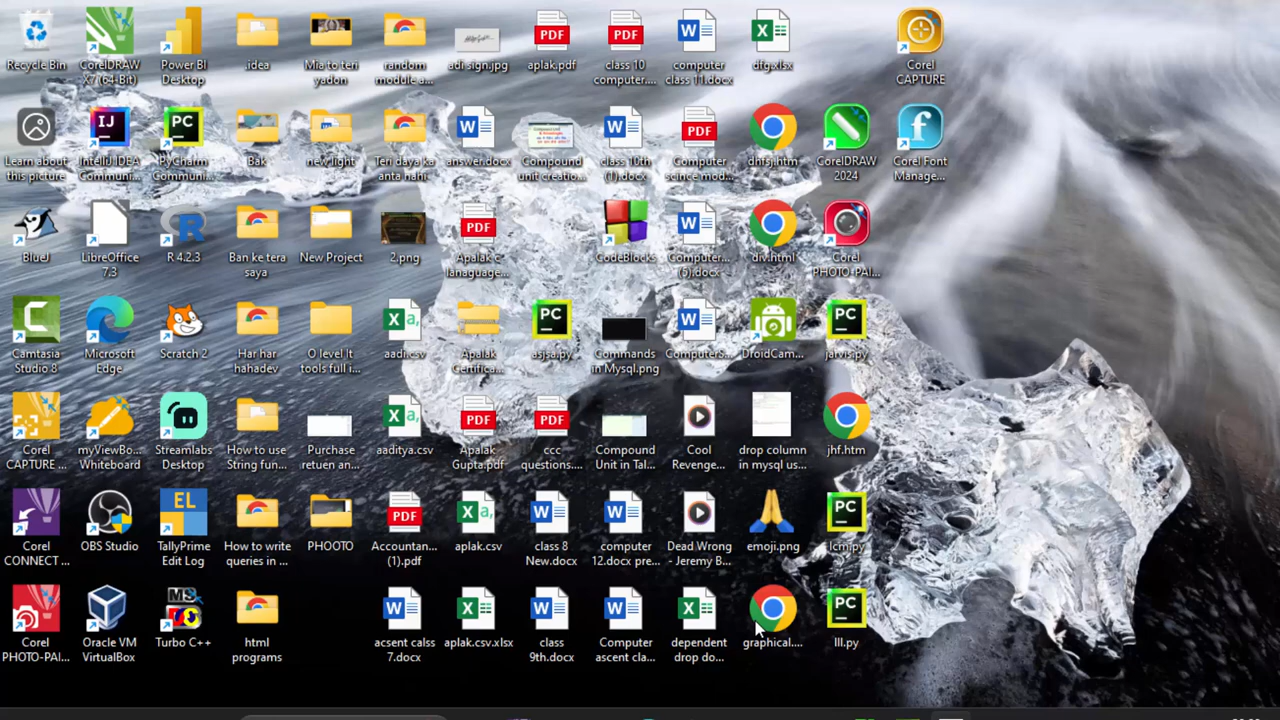 Recycle Bin
CorelDRAW
X7 (64-Bit)
Power BI
Desktop
.idea
Mia to teri
yadon
random
module a...
adi sign.jpg
aplak.pdf
class 10
computer....
computer
class 11.docx
dfg.xlsx
Corel
CAPTURE
Learn about
this picture
IntelliJ IDEA
Communi...
PyCharm
Communi...
Bak
new light
Teri daya ka
anta hani
answer.docx
Compound
unit creatio...
class 10th
(1).docx
Computer
scince mod...
dhfsj.htm
CorelDRAW
2024
Corel Font
Manage...
BlueJ
LibreOffice
7.3
R 4.2.3
Ban ke tera
saya
New Project
2.png
Apalak c
lanaguage...
CodeBlocks
Computer...
(5).docx
div.html
Corel
PHOTO-PAI...
Camtasia
Studio 8
Microsoft
Edge
Scratch 2
Har har
hahadev
O level It
tools full i...
aadi.csv
Apalak
Certifica...
asjsa.py
Commands
in Mysql.png
ComputerS...
DroidCam...
jarvis.py
Corel
CAPTURE ...
myViewBo...
Whiteboard
Streamlabs
Desktop
How to use
String fun...
Purchase
retuen an...
aaditya.csv
Apalak
Gupta.pdf
ccc
questions....
Compound
Unit in Tal...
Cool
Revenge...
drop column
in mysql us...
jhf.htm
Corel
CONNECT ...
OBS Studio
TallyPrime
Edit Log
How to write
queries in ...
PHOOTO
Accountan...
(1).pdf
aplak.csv
class 8
New.docx
computer
12.docx pre...
Dead Wrong
- Jeremy B...
emoji.png
lcm.py
Corel
PHOTO-PAI...
Oracle VM
VirtualBox
Turbo C++
html
programs
acsent calss
7.docx
aplak.csv.xlsx
class
9th.docx
Computer
ascent cla...
dependent
drop do...
graphical....
lll.py